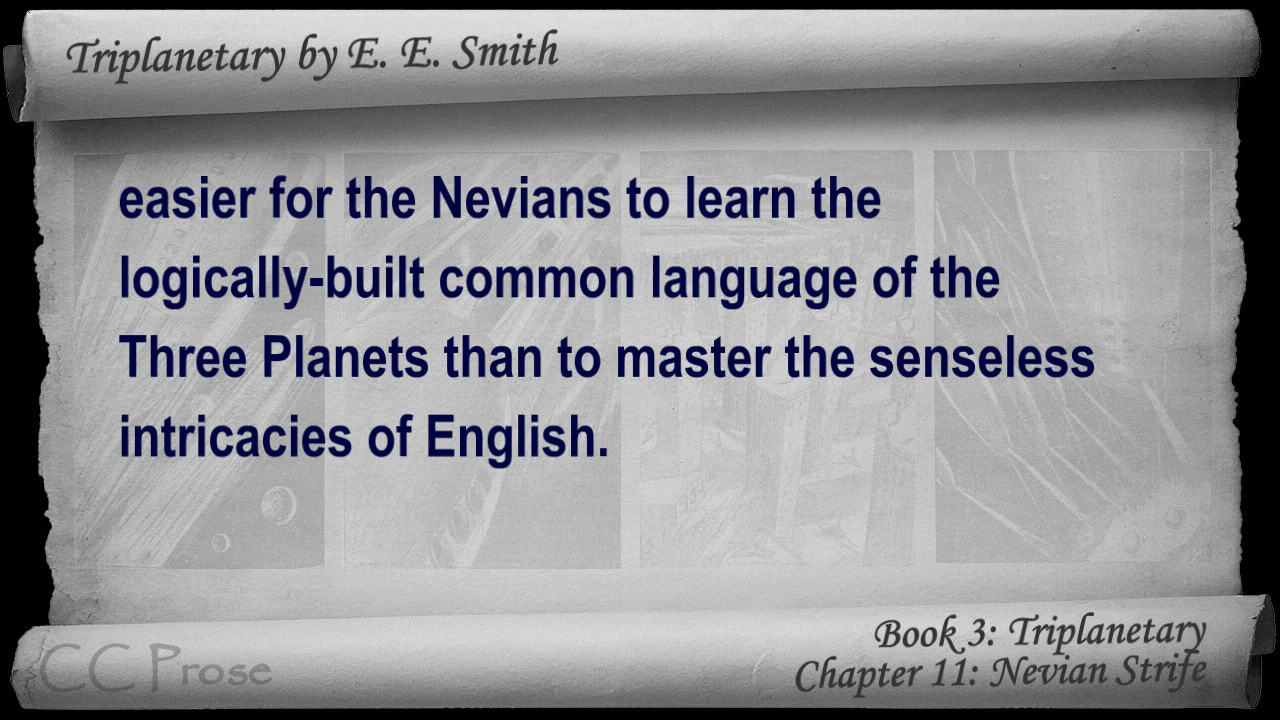 Triplanetary by E. E. Smith
easier for the Nevians to learn the
logically-built common language of the
Three Planets than to master the senseless
intricacies of English.
CC Prose
Book 3: Triplanetary
Chapter 11: Nevian Strife